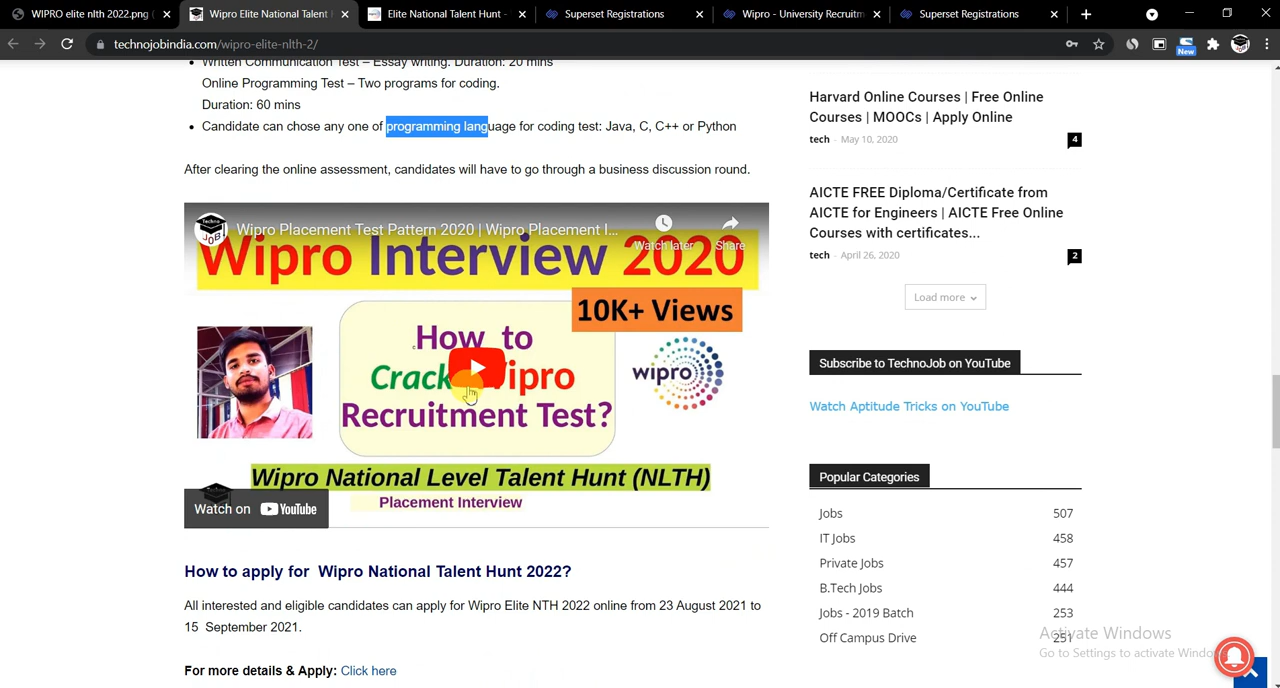 WIPRO elite nlth 2022.png (
Wipro Elite National Talent
Elite National Talent Hunt -
Superset Registrations
Wipro - University Recruitm
Superset Registrations
technojobindia.com/wipro-elite-nlth-2/
New
Written Communication Test – Essay writing. Duration: 20 mins
Online Programming Test – Two programs for coding.
Duration: 60 mins
Candidate can chose any one of programming language for coding test: Java, C, C++ or Python
After clearing the online assessment, candidates will have to go through a business discussion round.
Techno
JOB
Wipro Placement Test Pattern 2020 | Wipro Placement I...
Watch later
Share
Wipro Interview 2020
10K+ Views
How to
Crack Wipro
Recruitment Test?
wipro
Wipro National Level Talent Hunt (NLTH)
Placement Interview
Watch on YouTube
How to apply for Wipro National Talent Hunt 2022?
All interested and eligible candidates can apply for Wipro Elite NTH 2022 online from 23 August 2021 to
15 September 2021.
For more details & Apply: Click here
Harvard Online Courses | Free Online
Courses | MOOCs | Apply Online
tech - May 10, 2020
4
AICTE FREE Diploma/Certificate from
AICTE for Engineers | AICTE Free Online
Courses with certificates...
tech - April 26, 2020
2
Load more
Subscribe to TechnoJob on YouTube
Watch Aptitude Tricks on YouTube
Popular Categories
Jobs 507
IT Jobs 458
Private Jobs 457
B.Tech Jobs 444
Jobs - 2019 Batch 253
Off Campus Drive 251
Activate Windows
Go to Settings to activate Windows